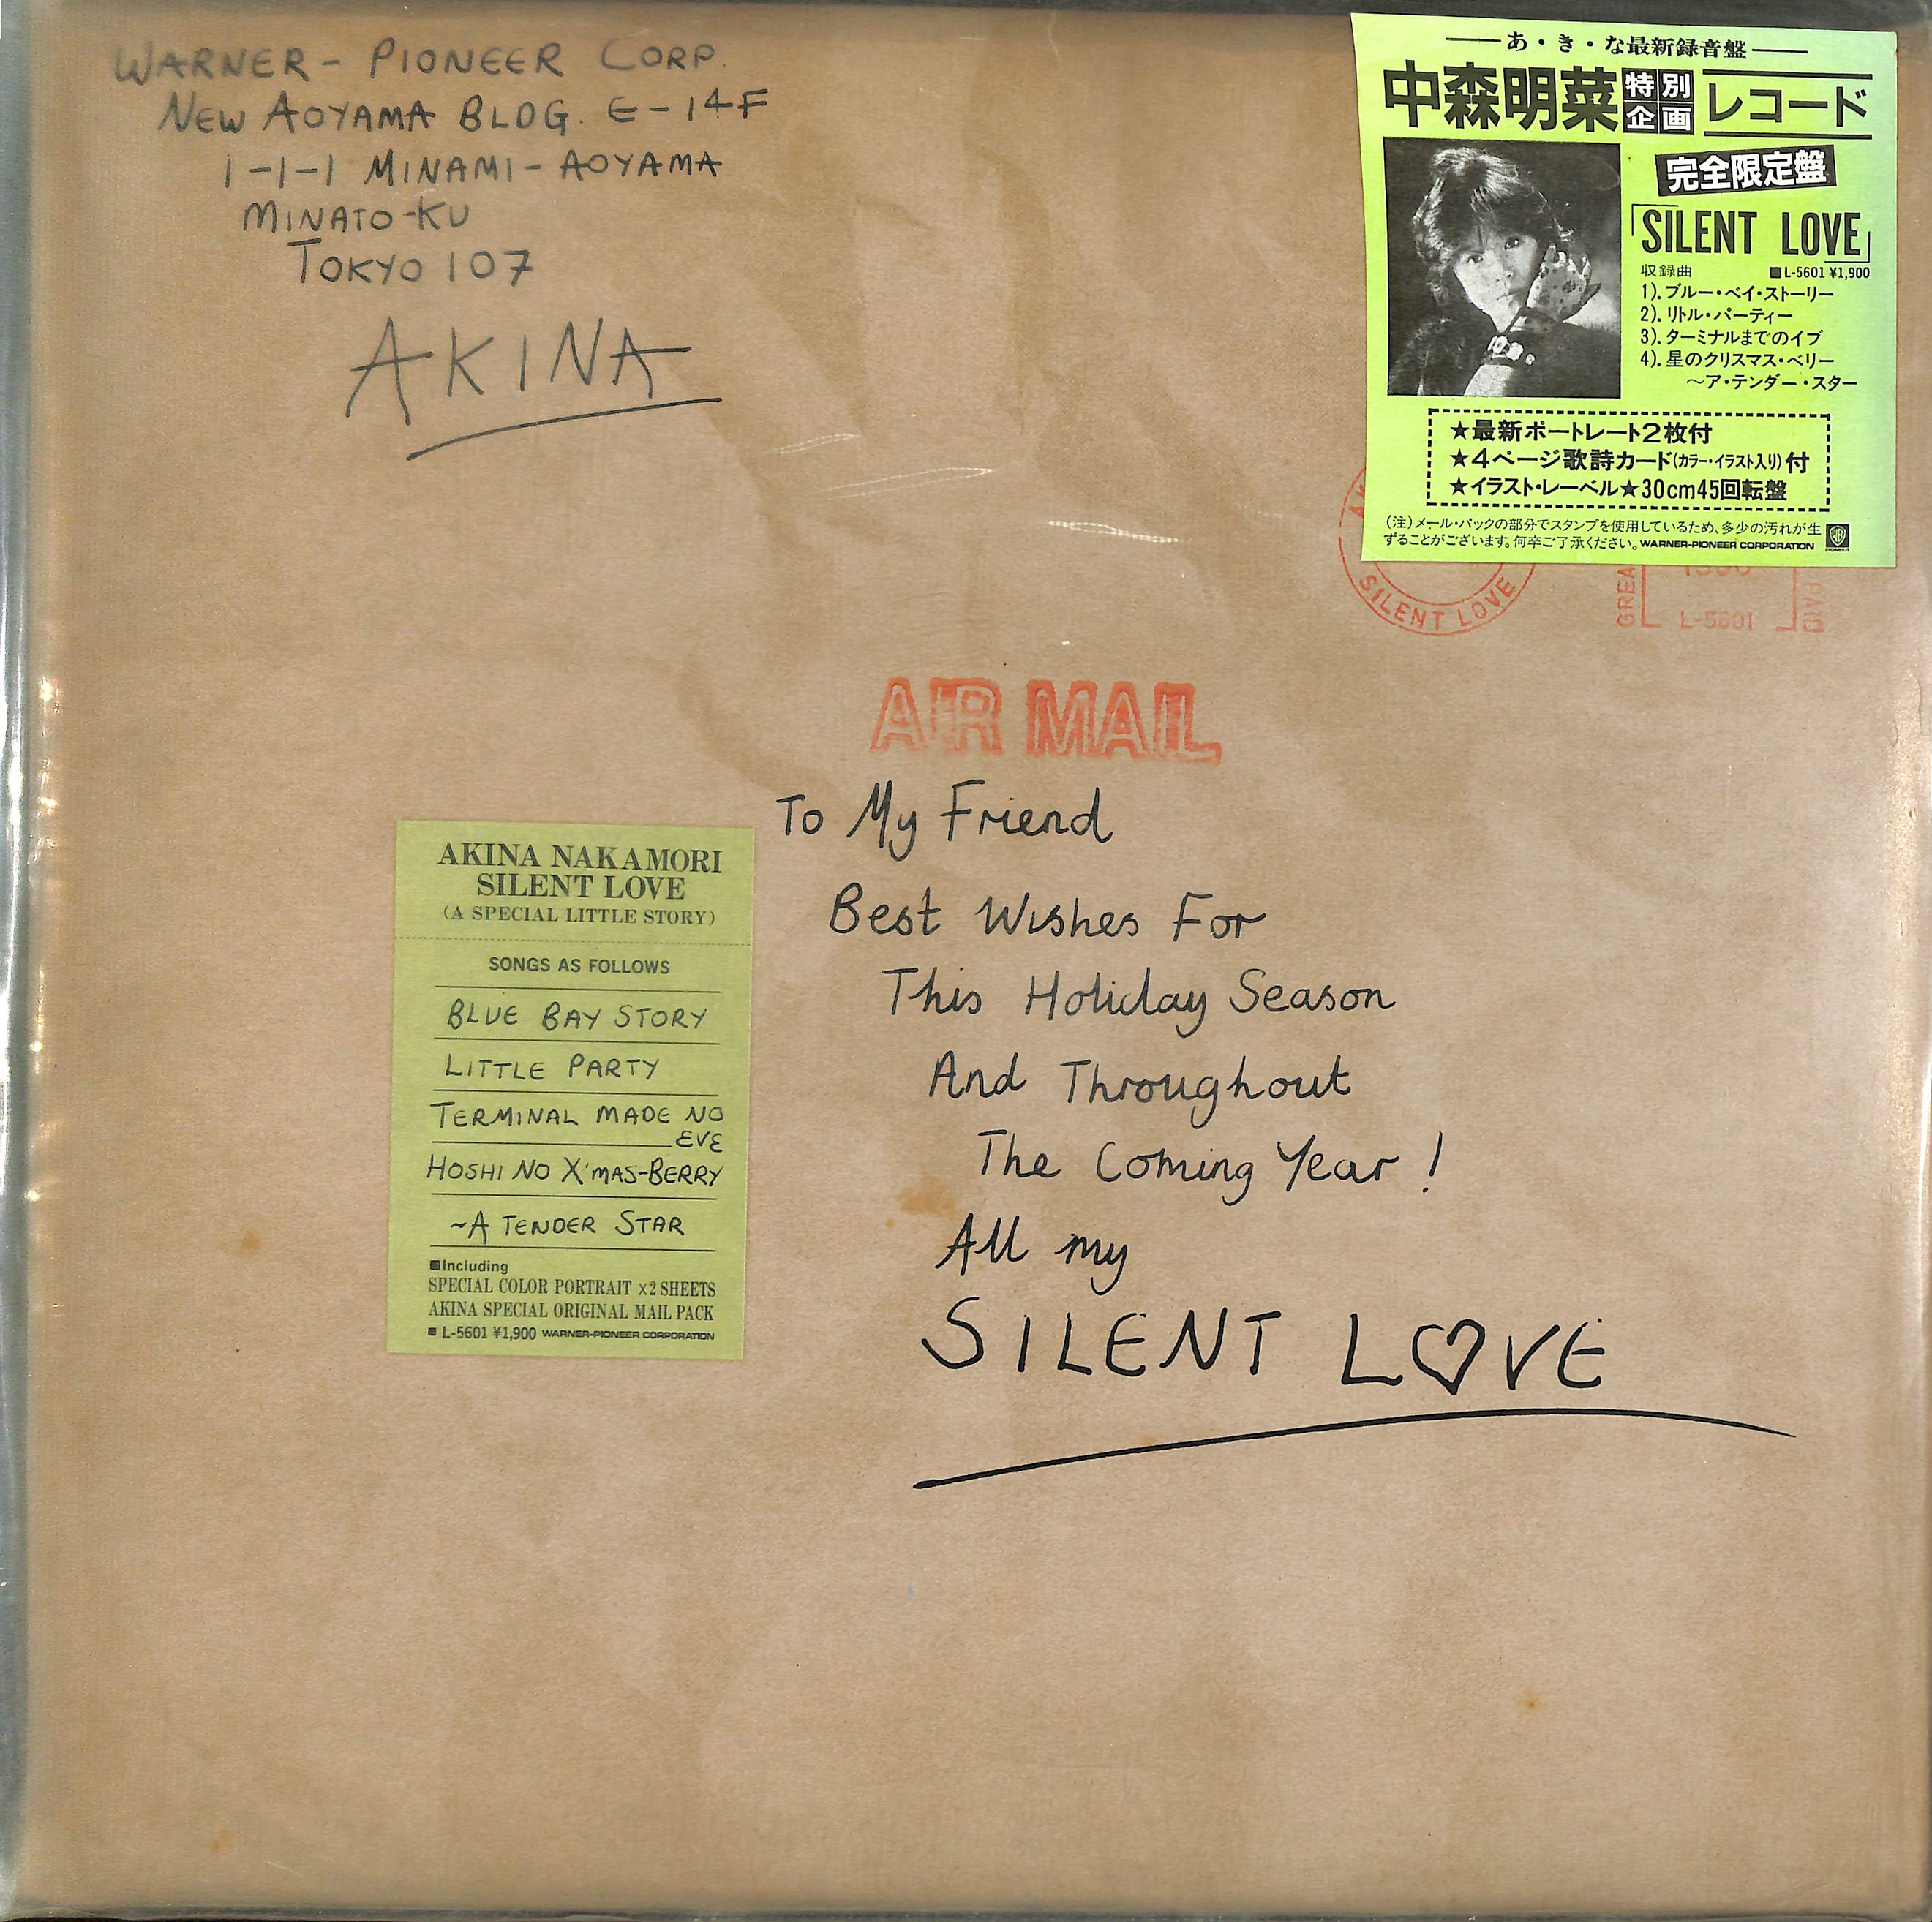 WARNER-PIONEER CORP.
NEW AOYAMA BLDG. E-14F
1-1-1 MINAMI-AOYAMA
MINATO-KU
TOKYO 107
AKINA
あ・き・な最新録音盤
中森明菜特別企画レコード
完全限定盤
「SILENT LOVE」
収録曲 ■L-5601 ¥1,900
1).ブルー・ベイ・ストーリー
2).リトル・パーティー
3).ターミナルまでのイブ
4).星のクリスマス・ベリー
〜ア・テンダー・スター
★最新ポートレート2枚付
★4ページ歌詩カード(カラー・イラスト入り)付
★イラスト・レーベル★30cm45回転盤
(注)メール・パックの部分でスタンプを使用しているため、多少の汚れが生
ずることがございます。何卒ご了承ください。WARNER-PIONEER CORPORATION
SILENT LOVE
L-5601
PAID
AIR MAIL
To My Friend
Best Wishes For
This Holiday Season
And Throughout
The Coming Year !
All my
SILENT L♡VE
AKINA NAKAMORI
SILENT LOVE
(A SPECIAL LITTLE STORY)
SONGS AS FOLLOWS
BLUE BAY STORY
LITTLE PARTY
TERMINAL MADE NO
EVE
HOSHI NO X'MAS-BERRY
~A TENDER STAR
■Including
SPECIAL COLOR PORTRAIT ×2 SHEETS
AKINA SPECIAL ORIGINAL MAIL PACK
■ L-5601 ¥1,900 WARNER-PIONEER CORPORATION